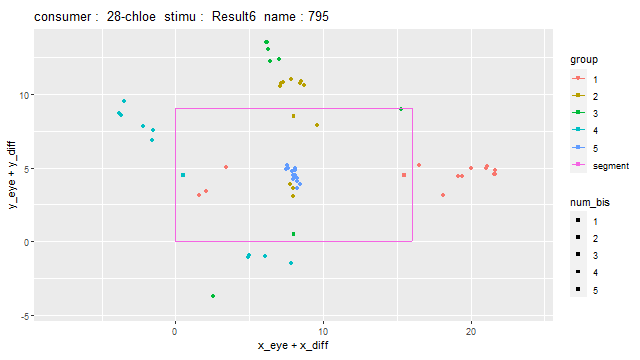 consumer : 28-chloe stimu : Result6 name : 795
y_eye + y_diff
10
5
0
-5
0
10
20
x_eye + x_diff
group
1
2
3
4
5
segment
num_bis
1
2
3
4
5